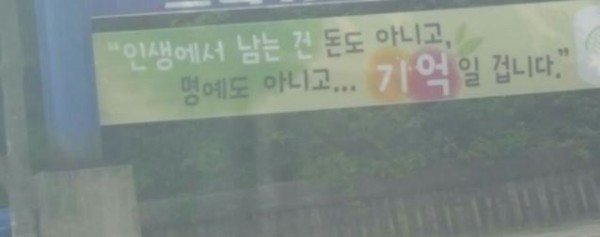 “인생에서 남는 건 돈도 아니고,
명예도 아니고... 기억일 겁니다.”